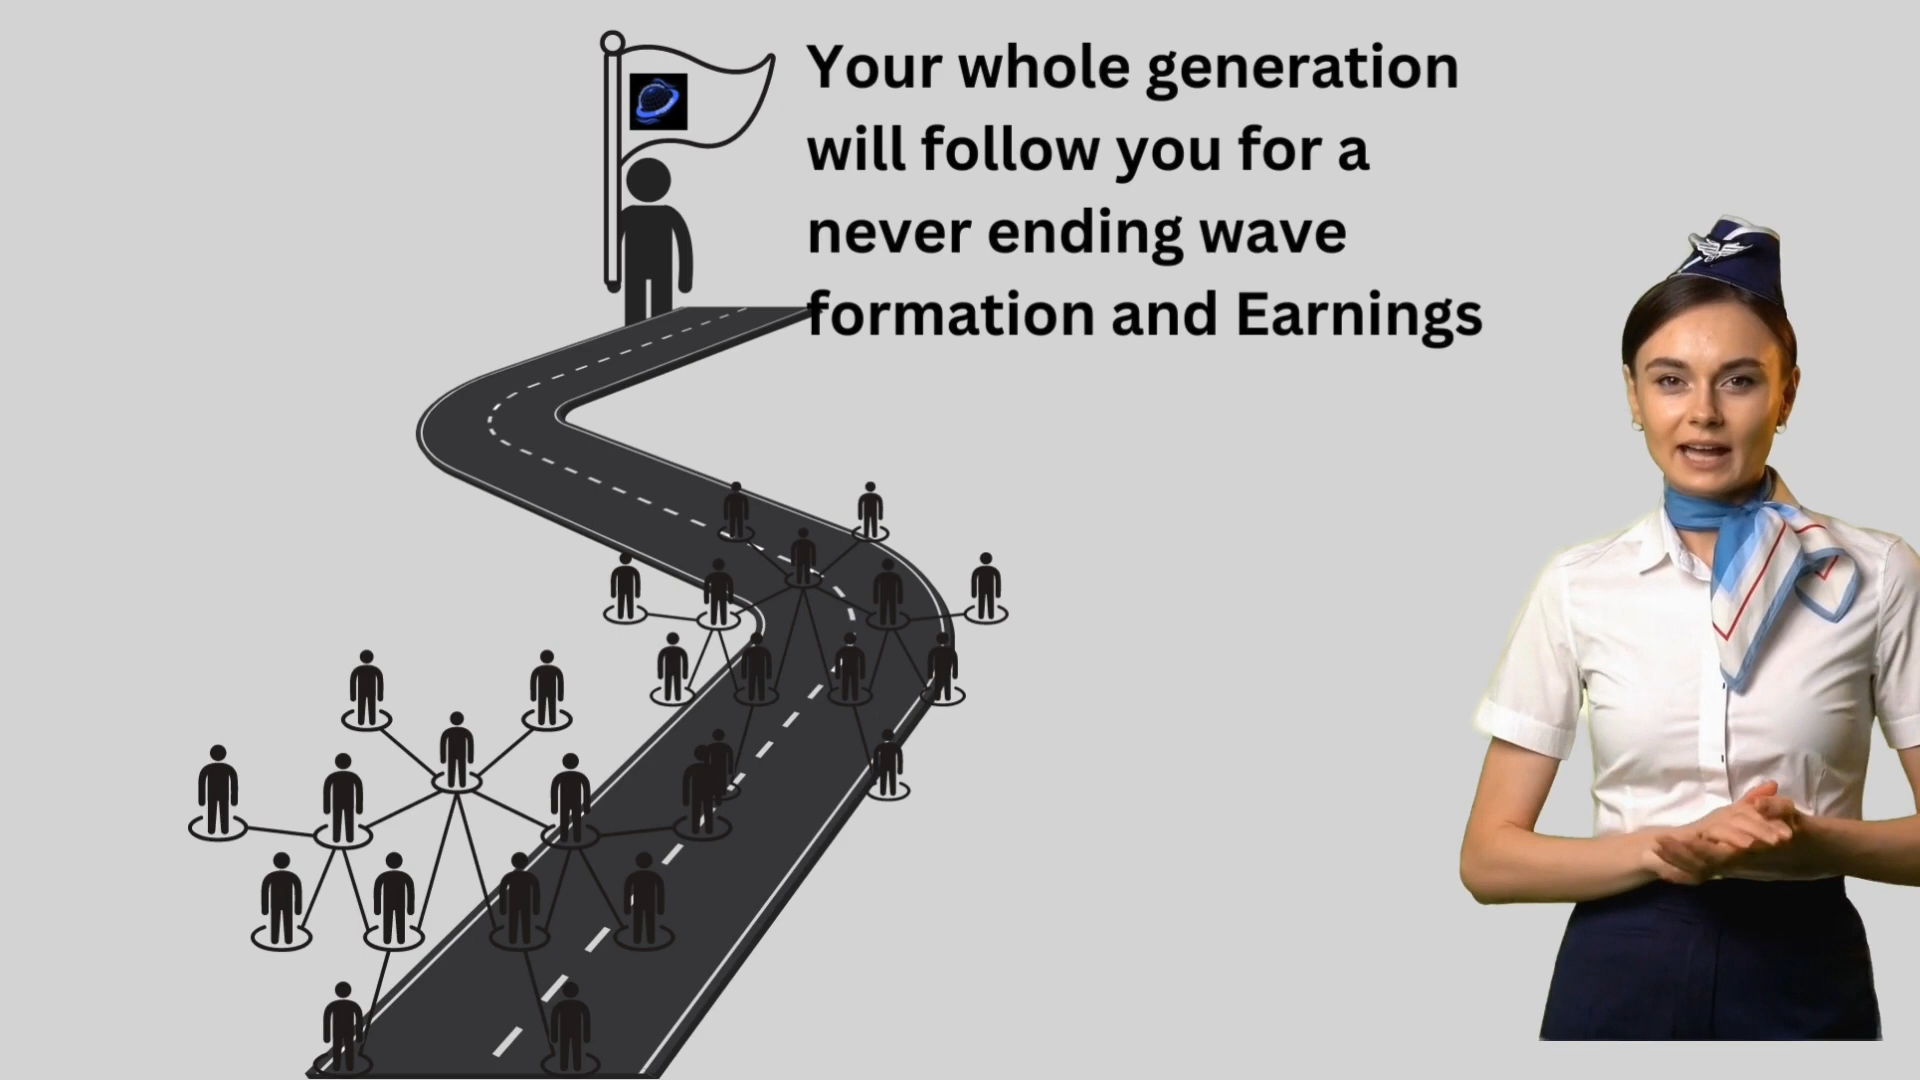 Your whole generation
will follow you for a
never ending wave
formation and Earnings